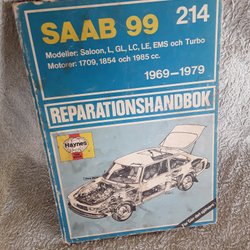 SAAB 99
214
Modeller: Saloon, L, GL, LC, LE, EMS och Turbo
Motorer: 1709, 1854 och 1985 cc.
1969—1979
REPARATIONSHANDBOK
Haynes